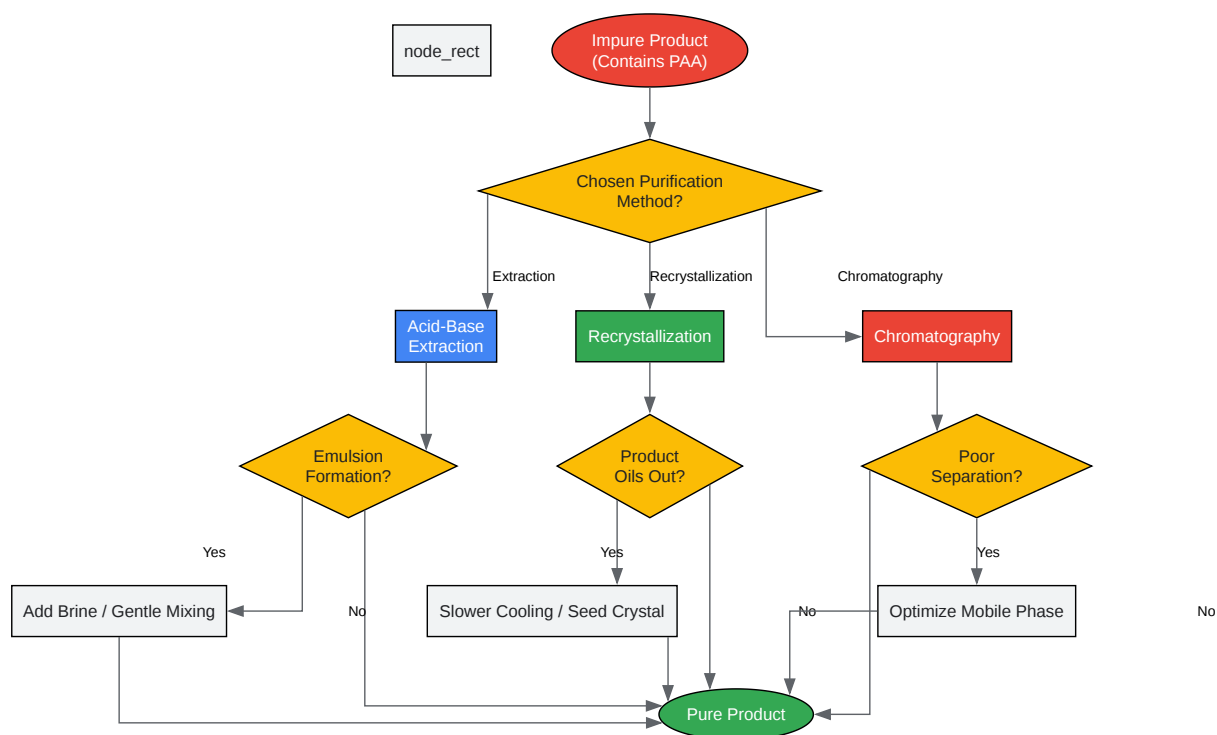 node_rect
Impure Product
(Contains PAA)
Chosen Purification
Method?
Extraction
Recrystallization
Chromatography
Acid-Base
Extraction
Recrystallization
Chromatography
Emulsion
Formation?
Product
Oils Out?
Poor
Separation?
Yes
Yes
Yes
Add Brine / Gentle Mixing
No
Slower Cooling / Seed Crystal
No
Optimize Mobile Phase
No
Pure Product